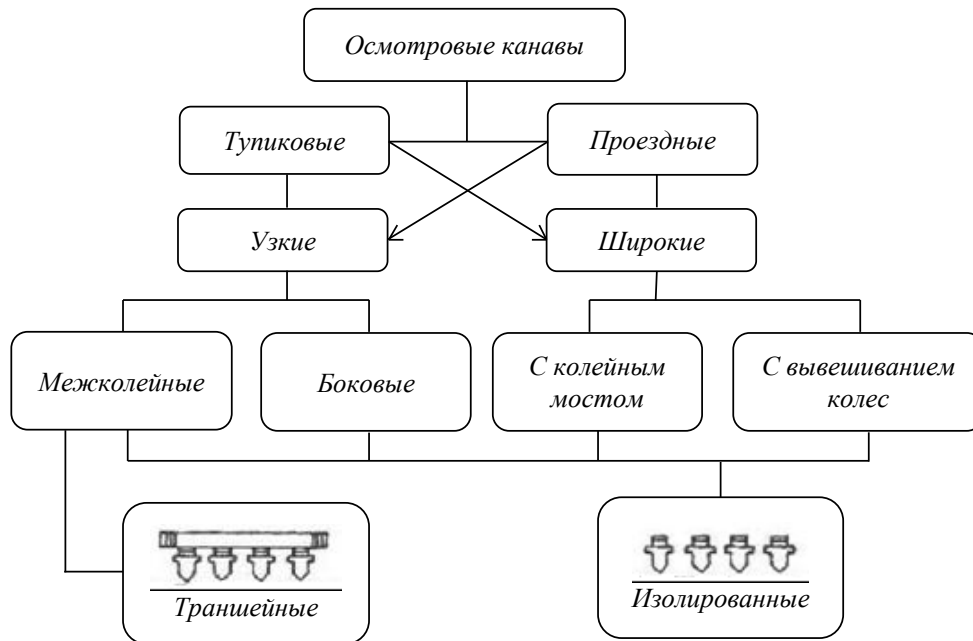 Осмотровые канавы
Тупиковые
Проездные
Узкие
Широкие
Межколейные
Боковые
С колейным
мостом
С вывешиванием
колес
Траншейные
Изолированные